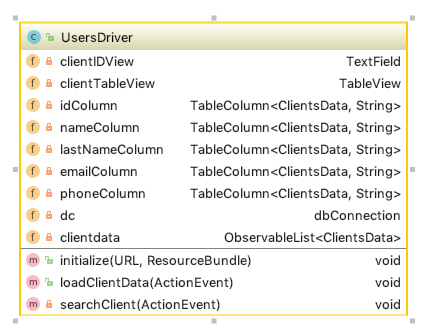 C UsersDriver
f clientIDView TextField
f clientTableView TableView
f idColumn TableColumn<ClientsData, String>
f nameColumn TableColumn<ClientsData, String>
f lastNameColumn TableColumn<ClientsData, String>
f emailColumn TableColumn<ClientsData, String>
f phoneColumn TableColumn<ClientsData, String>
f dc dbConnection
f clientdata ObservableList<ClientsData>
m initialize(URL, ResourceBundle) void
m loadClientData(ActionEvent) void
m searchClient(ActionEvent) void